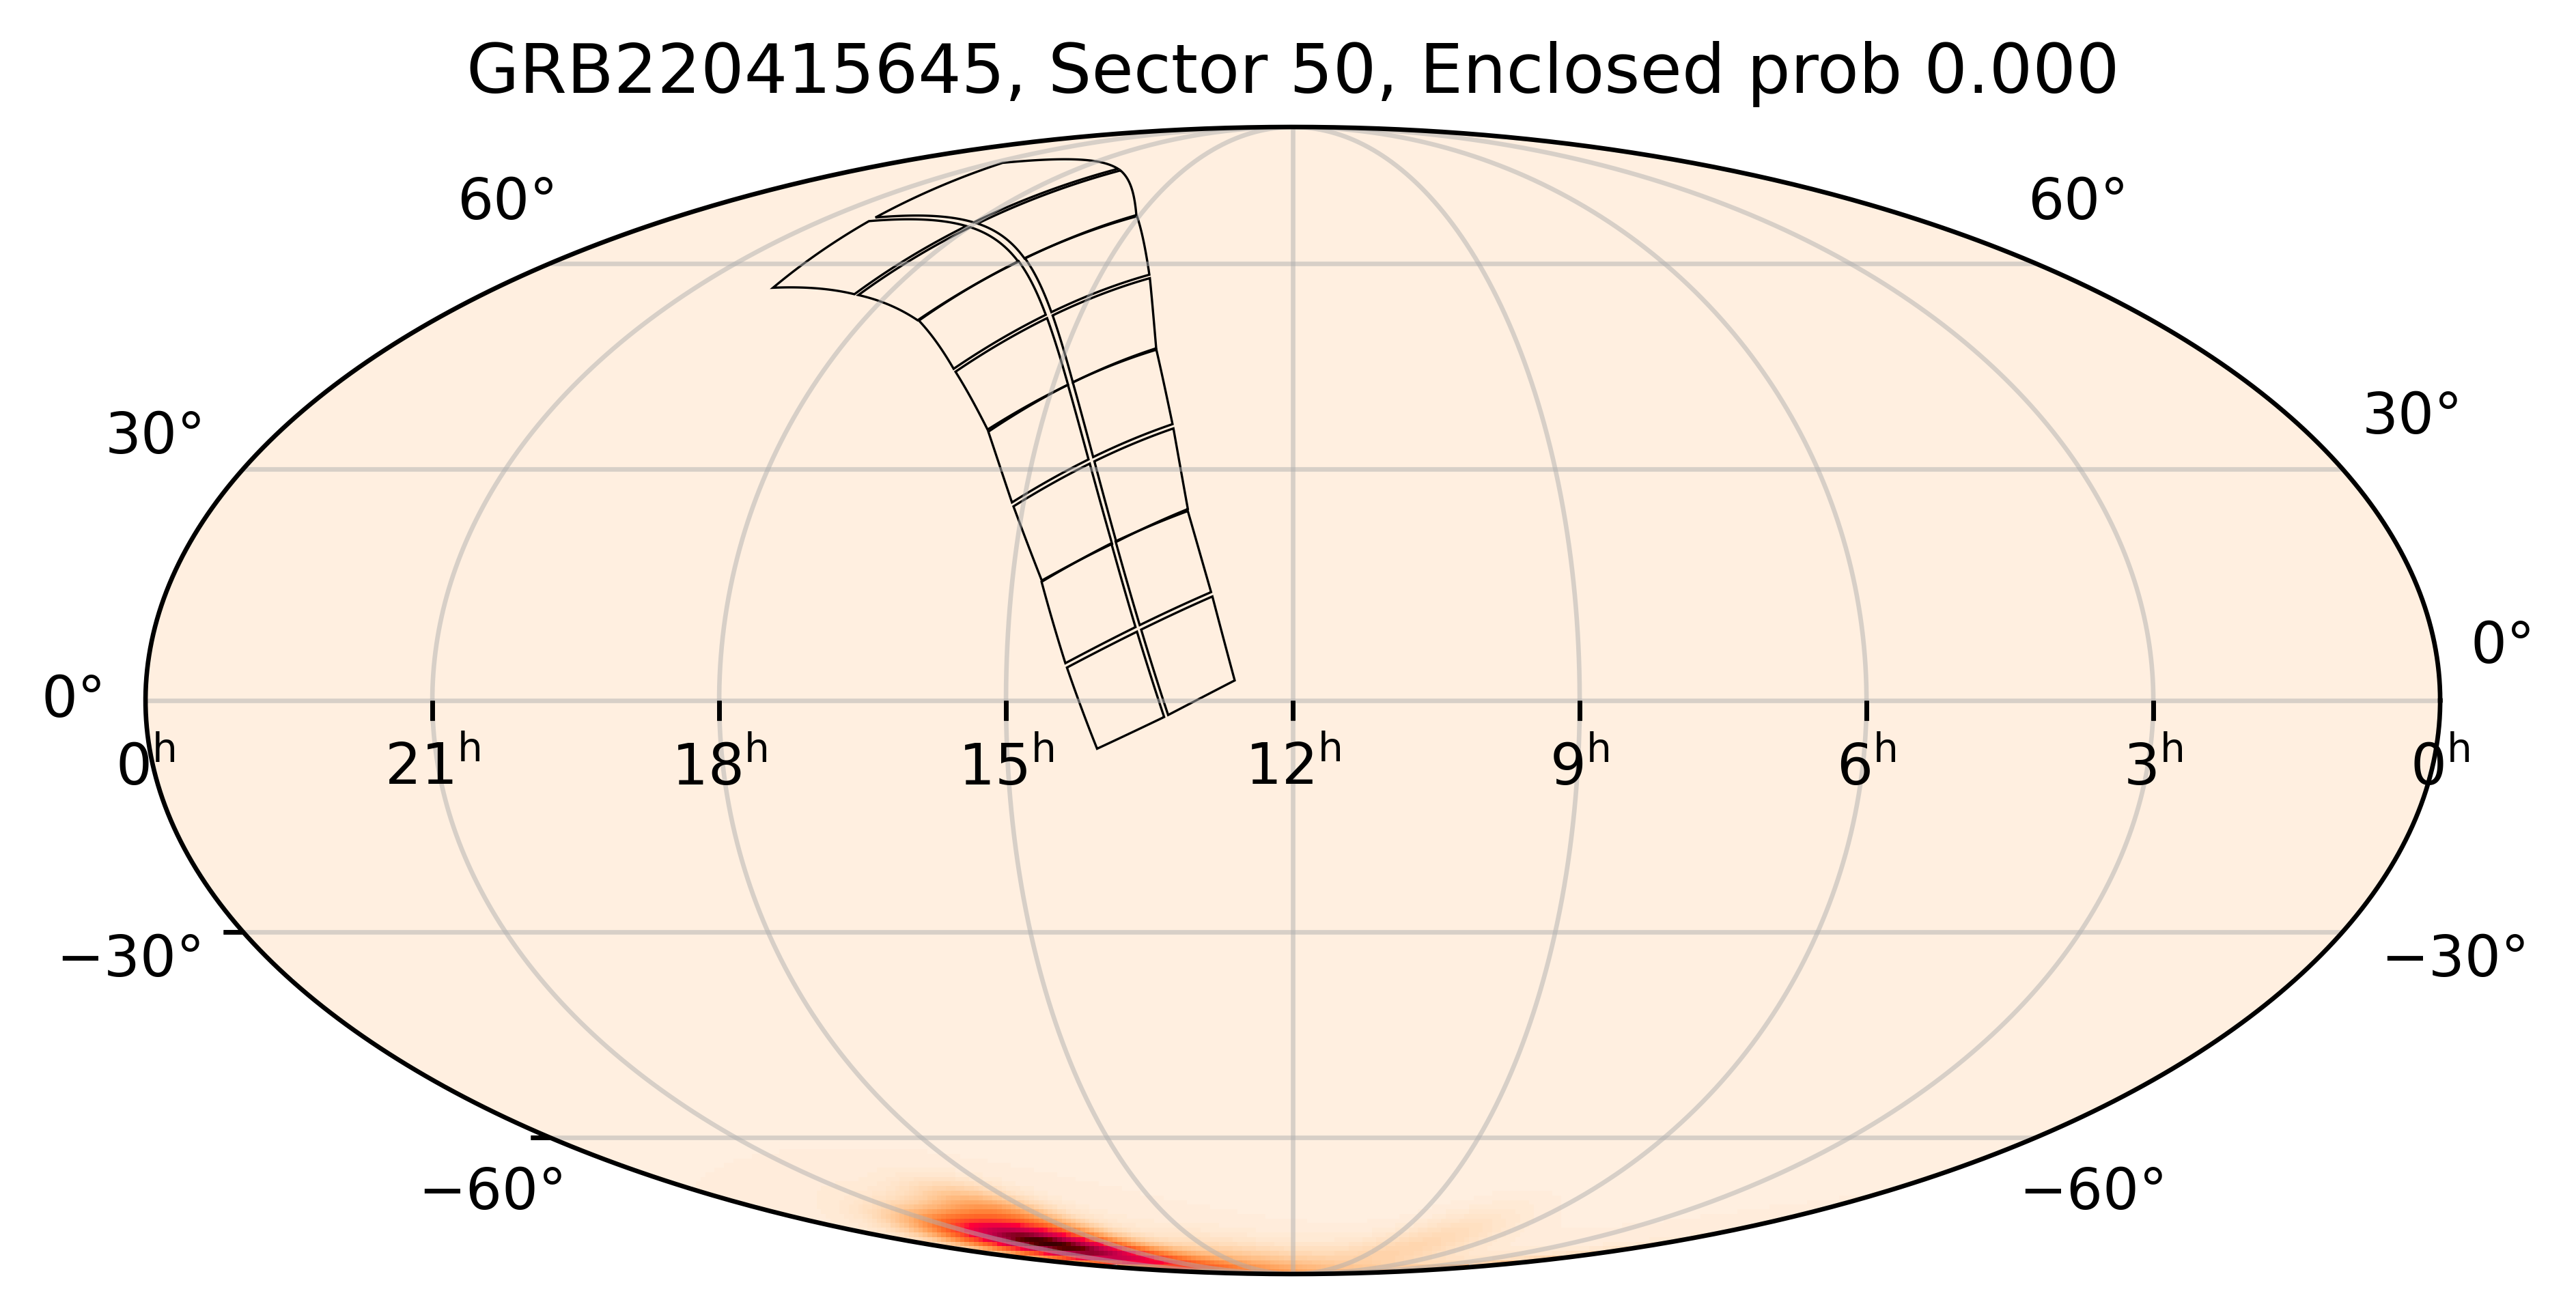 GRB220415645, Sector 50, Enclosed prob 0.000
60° 60°
30° 30°
0° 0°
0ʰ 21ʰ 18ʰ 15ʰ 12ʰ 9ʰ 6ʰ 3ʰ 0ʰ
−30° −30°
−60° −60°